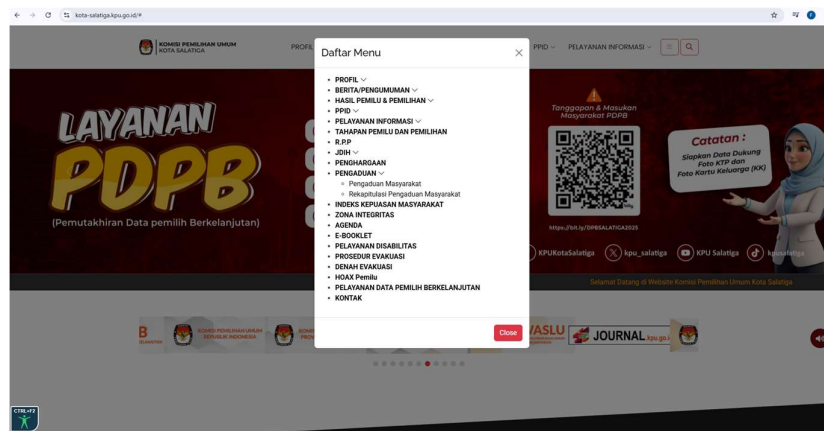 kota-salatiga.kpu.go.id/#
KOMISI PEMILIHAN UMUM
KOTA SALATIGA
PROFIL
Daftar Menu
PPID
PELAYANAN INFORMASI
PROFIL
BERITA/PENGUMUMAN
HASIL PEMILU & PEMILIHAN
PPID
PELAYANAN INFORMASI
TAHAPAN PEMILU DAN PEMILIHAN
R.P.P
JDIH
PENGHARGAAN
PENGADUAN
Pengaduan Masyarakat
Rekapitulasi Pengaduan Masyarakat
INDEKS KEPUASAN MASYARAKAT
ZONA INTEGRITAS
AGENDA
E-BOOKLET
PELAYANAN DISABILITAS
PROSEDUR EVAKUASI
DENAH EVAKUASI
HOAX Pemilu
PELAYANAN DATA PEMILIH BERKELANJUTAN
KONTAK
Close
LAYANAN
PDPB
(Pemutakhiran Data pemilih Berkelanjutan)
Tanggapan & Masukan
Masyarakat PDPB
Catatan :
Siapkan Data Dukung
Foto KTP dan
Foto Kartu Keluarga (KK)
https://bit.ly/DPBSALATIGA2025
KPUKotaSalatiga
kpu_salatiga
KPU Salatiga
kpusalatiga
Selamat Datang di Website Komisi Pemilihan Umum Kota Salatiga
KOMISI PEMILIHAN UMUM
REPUBLIK INDONESIA
JOURNAL kpu.go.i
CTRL+F2